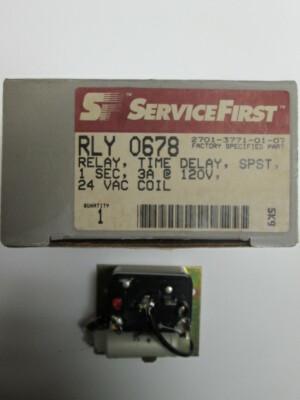 SERVICEFIRST™
RLY 0678
2701-3771-01-07
FACTORY SPECIFIED PART
RELAY, TIME DELAY, SPST,
1 SEC, 3A @ 120V,
24 VAC COIL
QUANTITY
1
SK9